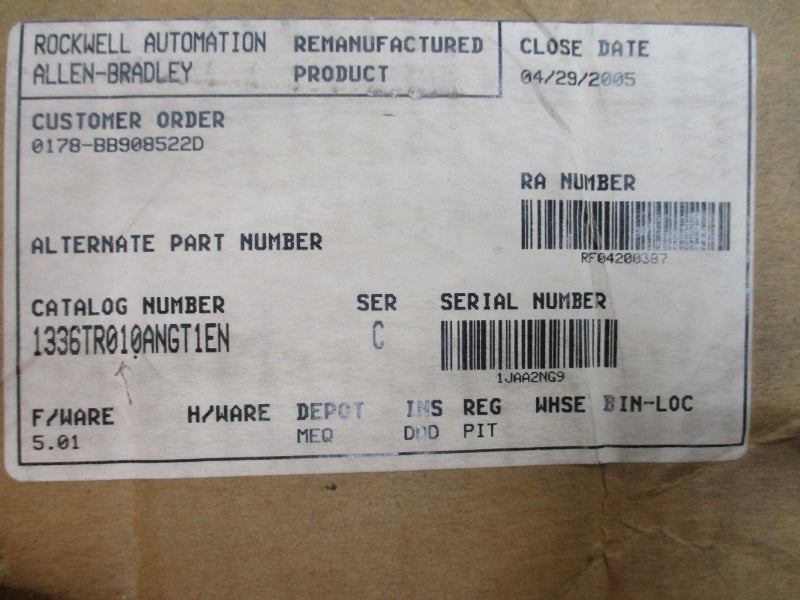 ROCKWELL AUTOMATION REMANUFACTURED CLOSE DATE
ALLEN-BRADLEY PRODUCT 04/29/2005
CUSTOMER ORDER
0178-BB908522D
RA NUMBER
RF04200387
ALTERNATE PART NUMBER
CATALOG NUMBER SER SERIAL NUMBER
1336TR010ANGT1EN C
1JAA2NG9
F/WARE H/WARE DEPOT INS REG WHSE BIN-LOC
5.01 MEQ DDD PIT